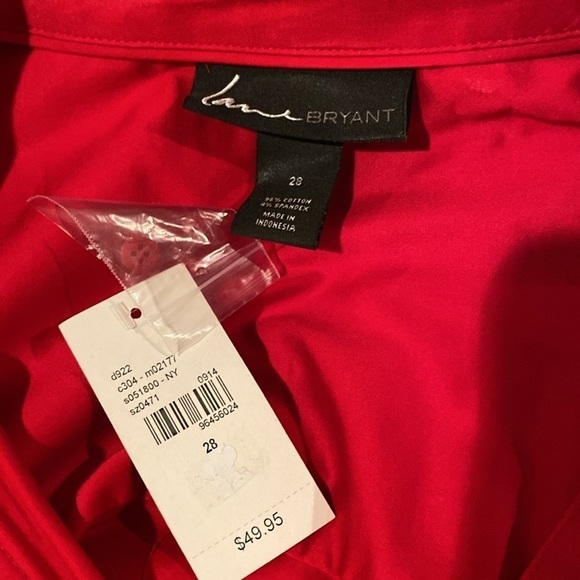 Lane BRYANT
28
96% COTTON
4% SPANDEX
MADE IN
INDONESIA
d922
c304 - m02177
s051800 - NY
sz0471
0914
96456024
28
$49.95